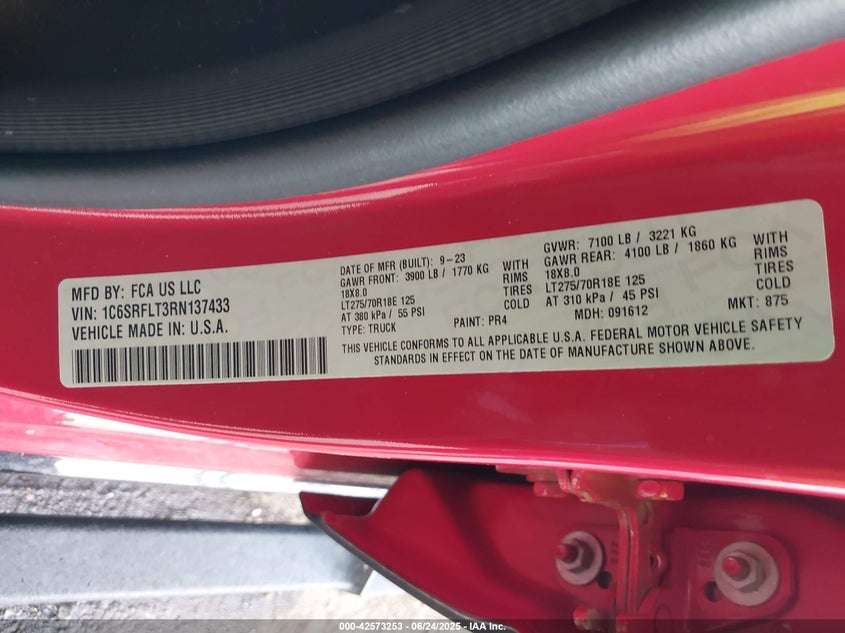 MFD BY: FCA US LLC
VIN: 1C6SRFLT3RN137433
VEHICLE MADE IN: U.S.A.
DATE OF MFR (BUILT): 9-23
GAWR FRONT: 3900 LB / 1770 KG WITH
18X8.0 RIMS
LT275/70R18E 125 TIRES
AT 380 kPa / 55 PSI COLD
TYPE: TRUCK PAINT: PR4
GVWR: 7100 LB / 3221 KG
GAWR REAR: 4100 LB / 1860 KG WITH
18X8.0 RIMS
LT275/70R18E 125 TIRES
AT 310 kPa / 45 PSI COLD
MDH: 091612 MKT: 875
THIS VEHICLE CONFORMS TO ALL APPLICABLE U.S.A. FEDERAL MOTOR VEHICLE SAFETY
STANDARDS IN EFFECT ON THE DATE OF MANUFACTURE SHOWN ABOVE.
000-42573253 - 06/24/2025 - IAA Inc.